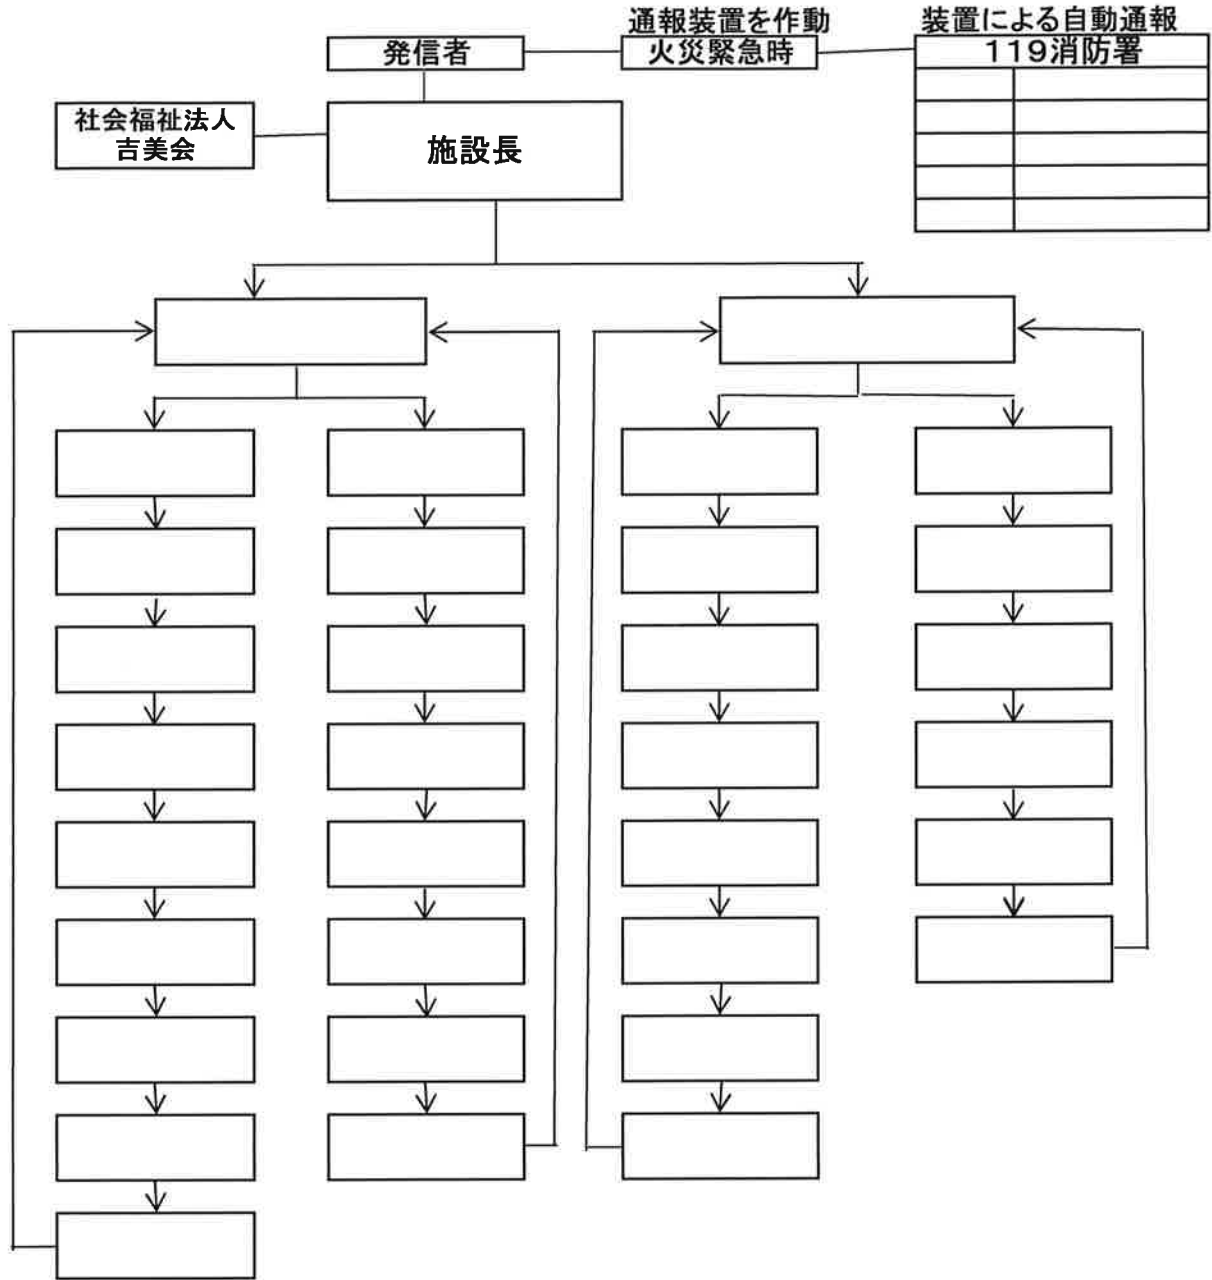 通報装置を作動
装置による自動通報
発信者
火災緊急時
119消防署
社会福祉法人
吉美会
施設長